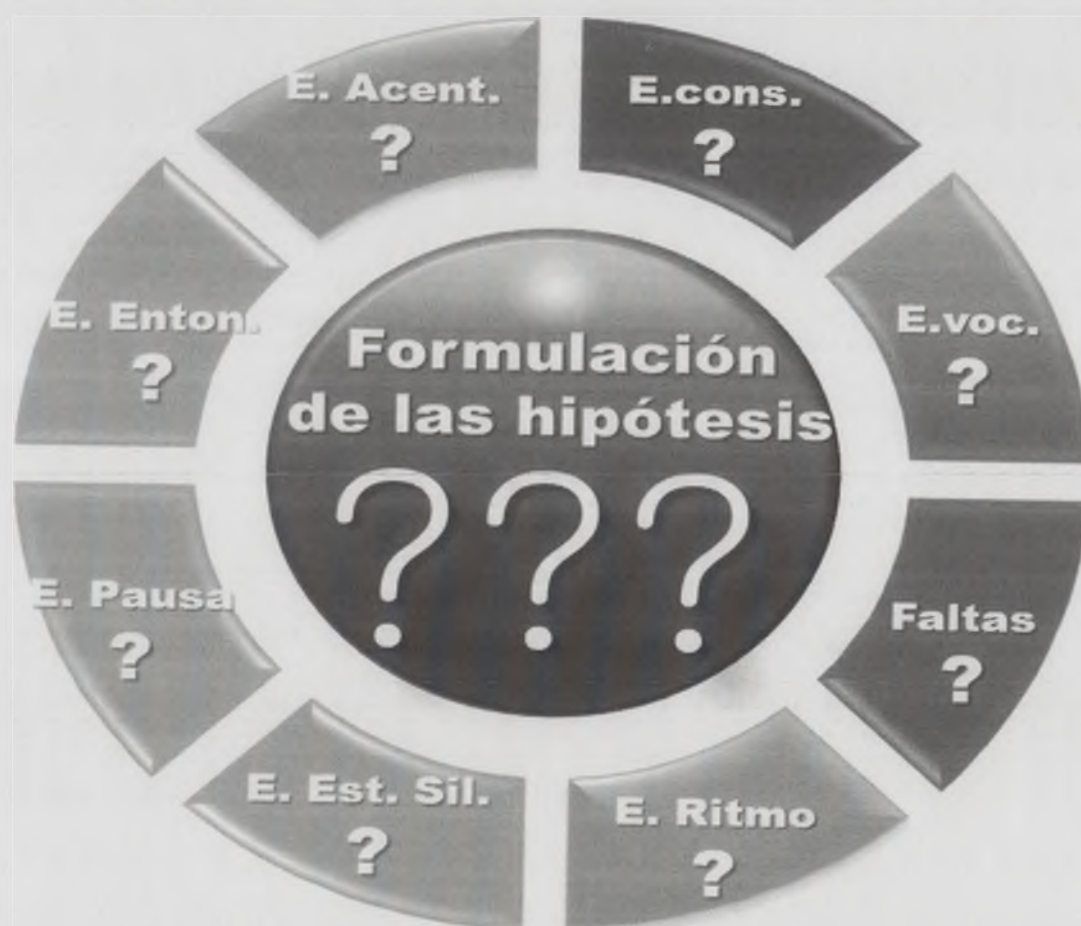 E. Acent.
?
E.cons.
?
E.voc.
?
Faltas
?
E. Ritmo
?
E. Est. Sil.
?
E. Pausa
?
E. Enton.
?
Formulación
de las hipótesis
? ? ?